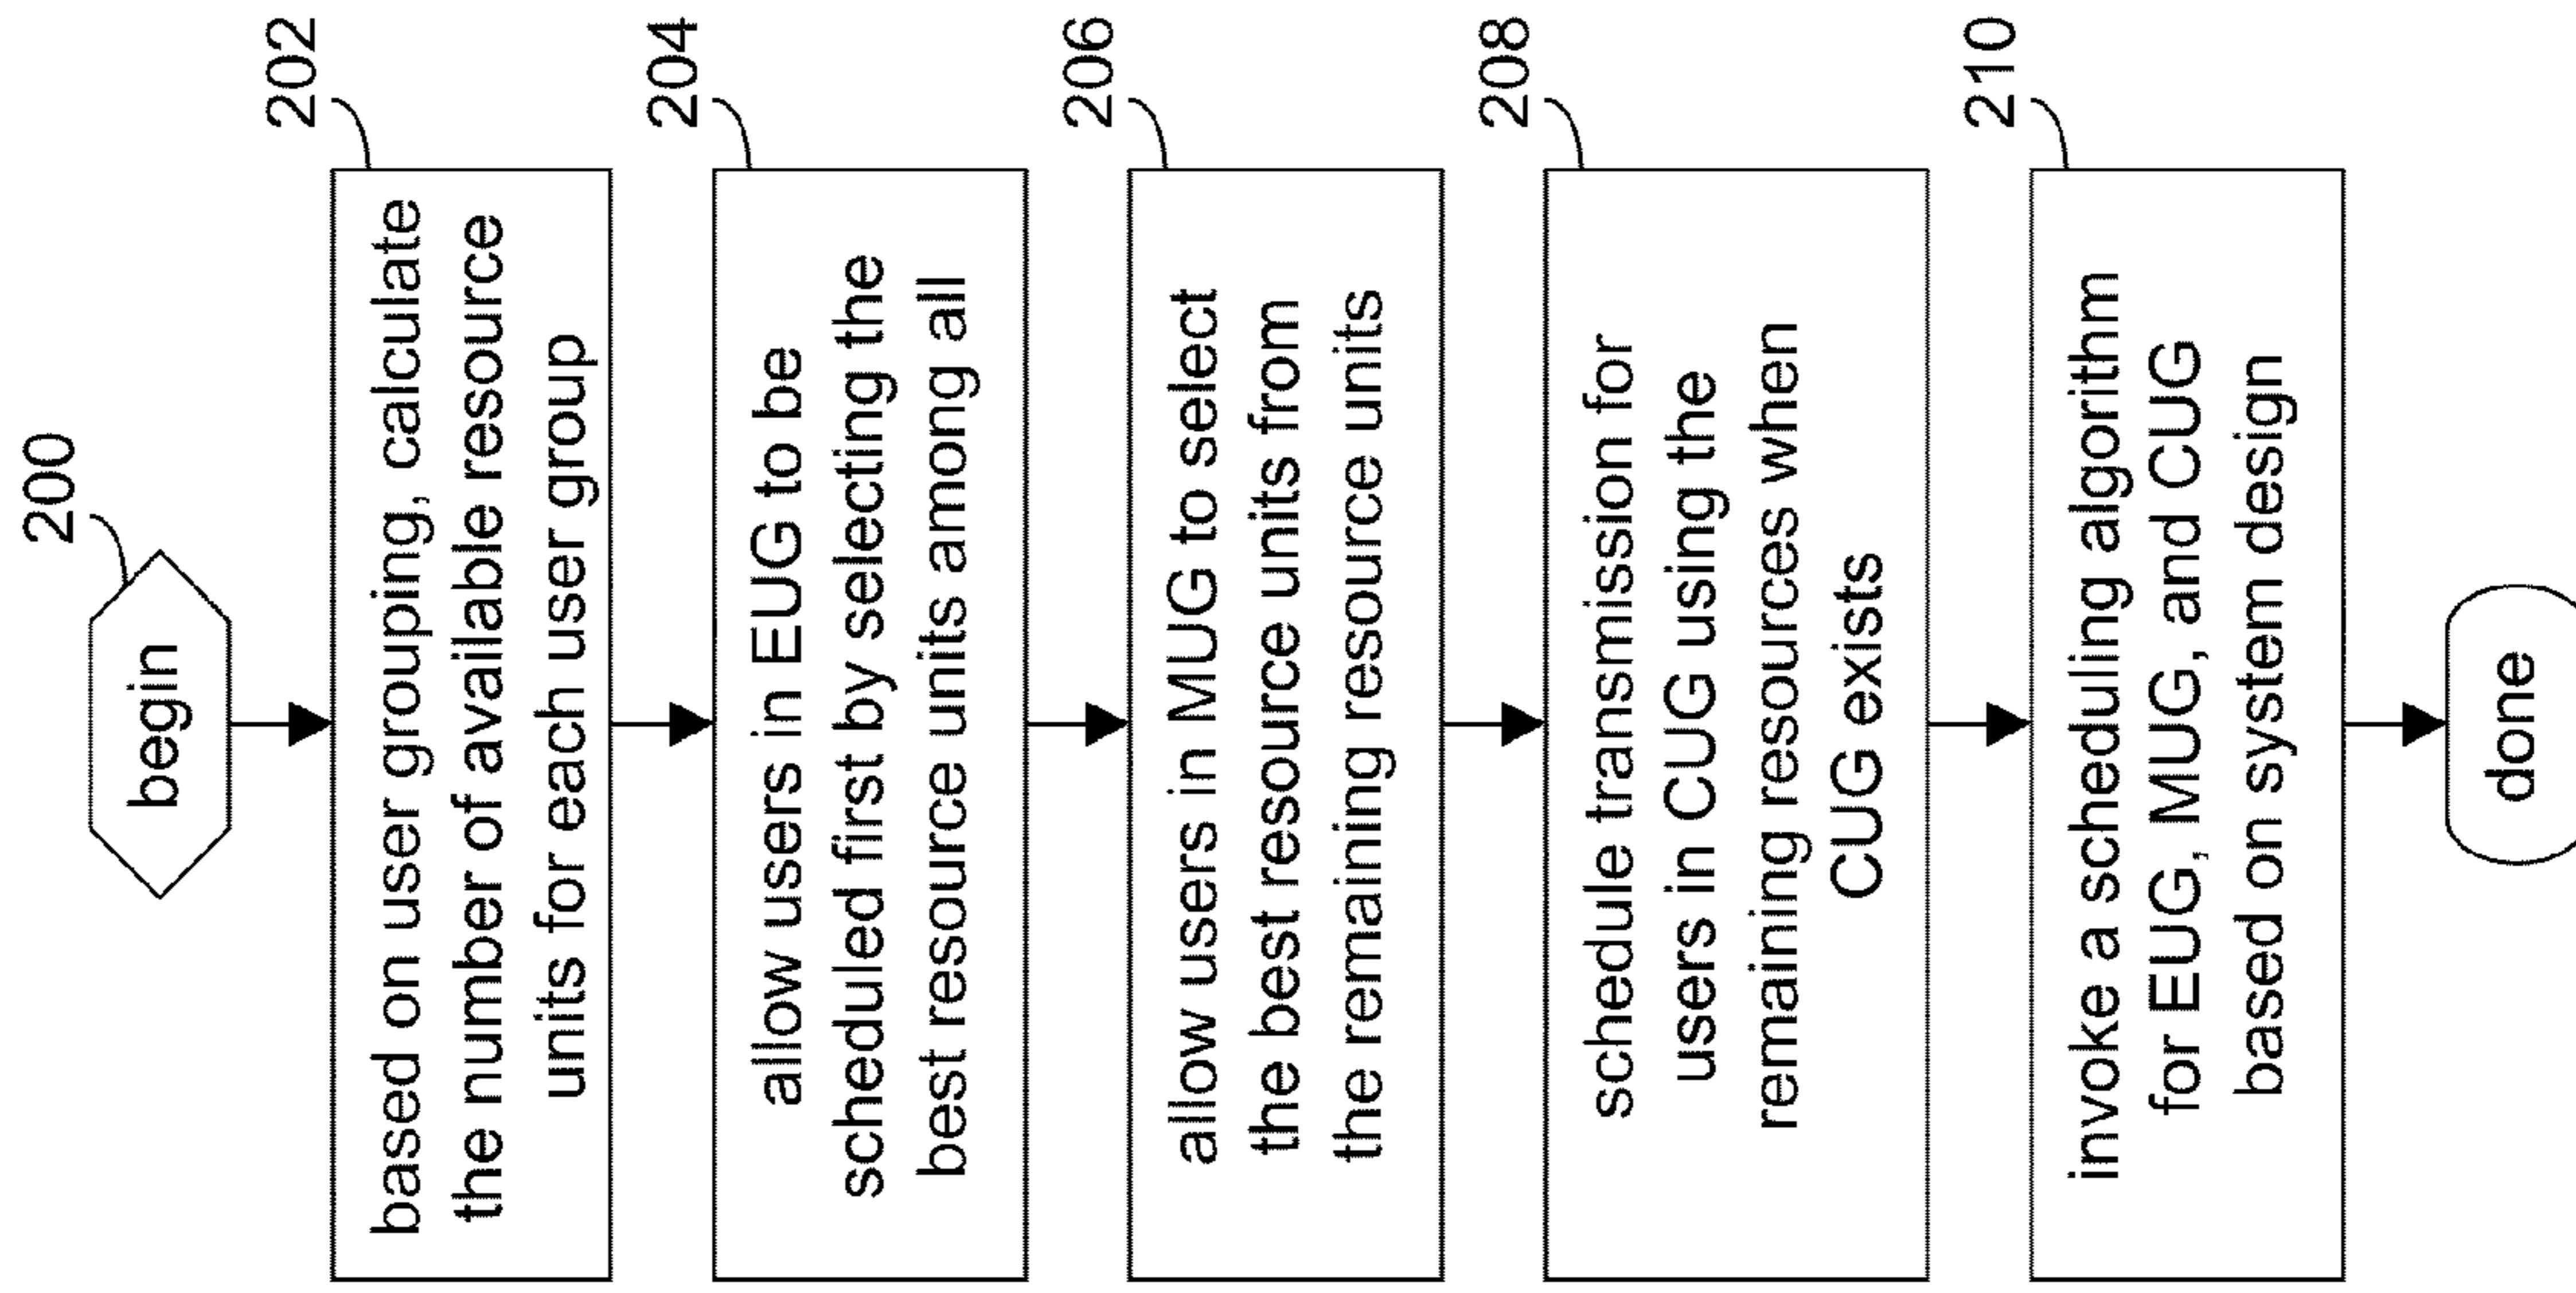 200
begin
202
based on user grouping, calculate
the number of available resource
units for each user group
204
allow users in EUG to be
scheduled first by selecting the
best resource units among all
206
allow users in MUG to select
the best resource units from
the remaining resource units
208
schedule transmission for
users in CUG using the
remaining resources when
CUG exists
210
invoke a scheduling algorithm
for EUG, MUG, and CUG
based on system design
done